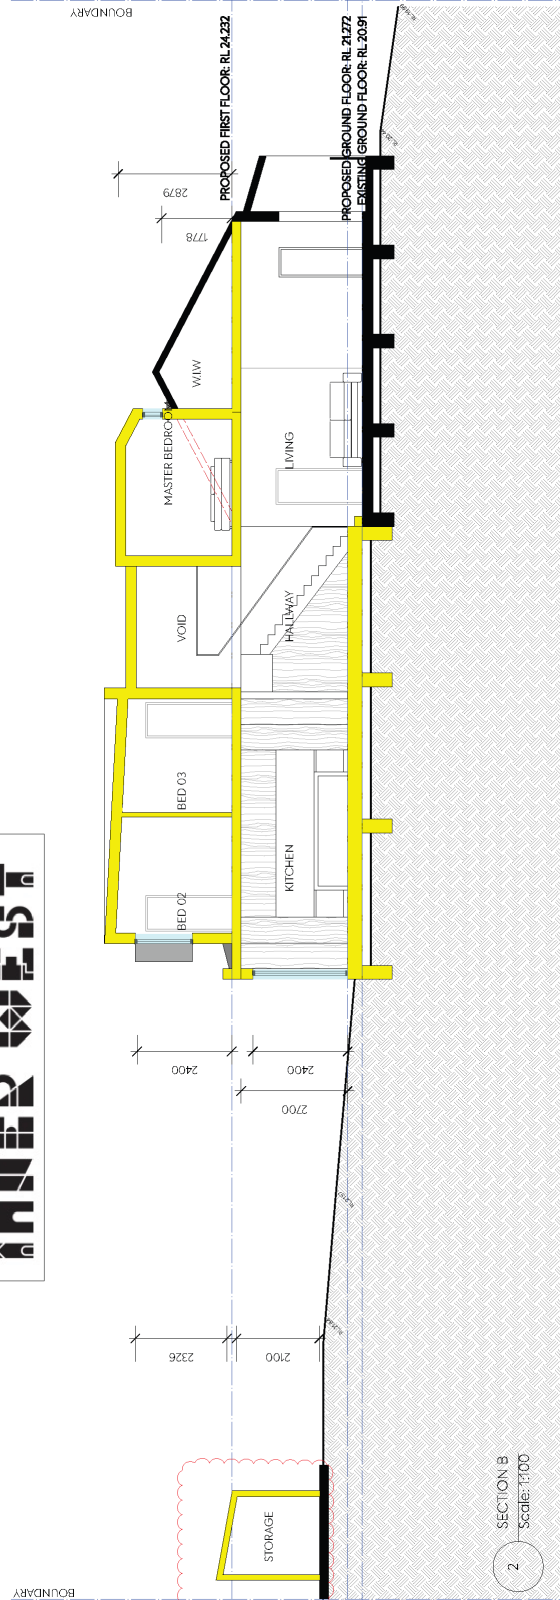 BOUNDARY
PROPOSED FIRST FLOOR: RL 24.232
PROPOSED GROUND FLOOR: RL 21.272
EXISTING GROUND FLOOR: RL 20.91
2879
1778
W.I.W
MASTER BEDROOM
LIVING
VOID
HALLWAY
BED 03
BED 02
KITCHEN
2400
2400
2700
INNER WEST
2326
2100
STORAGE
BOUNDARY
2
SECTION B
Scale: 1:100